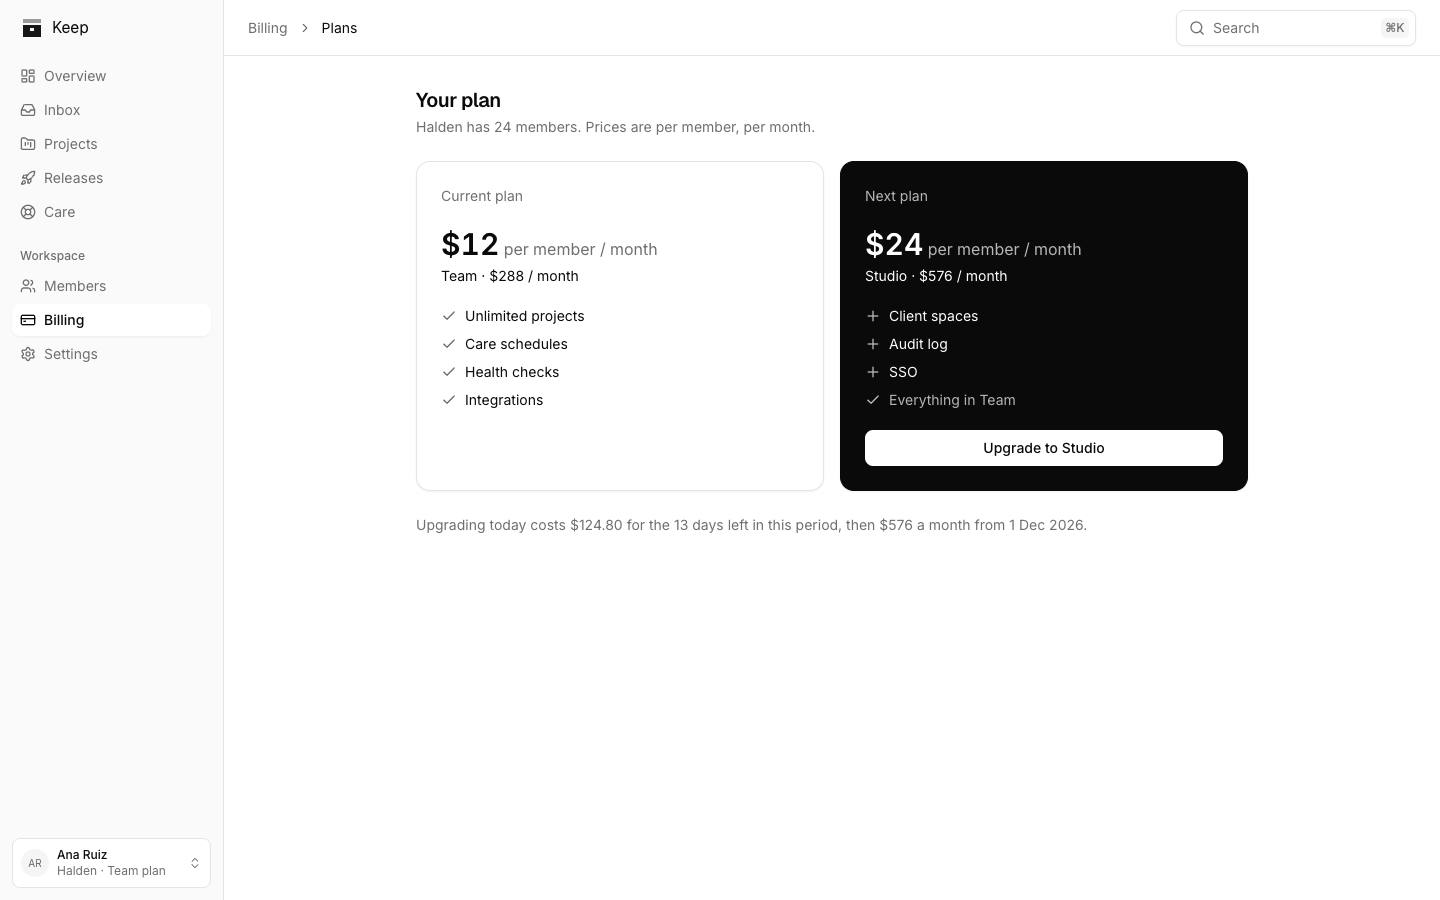 Keep
Overview
Inbox
Projects
Releases
Care
Workspace
Members
Billing
Settings
AR
Ana Ruiz
Halden · Team plan
Billing
Plans
Search
⌘K
Your plan
Halden has 24 members. Prices are per member, per month.
Current plan
$12 per member / month
Team · $288 / month
Unlimited projects
Care schedules
Health checks
Integrations
Next plan
$24 per member / month
Studio · $576 / month
Client spaces
Audit log
SSO
Everything in Team
Upgrade to Studio
Upgrading today costs $124.80 for the 13 days left in this period, then $576 a month from 1 Dec 2026.